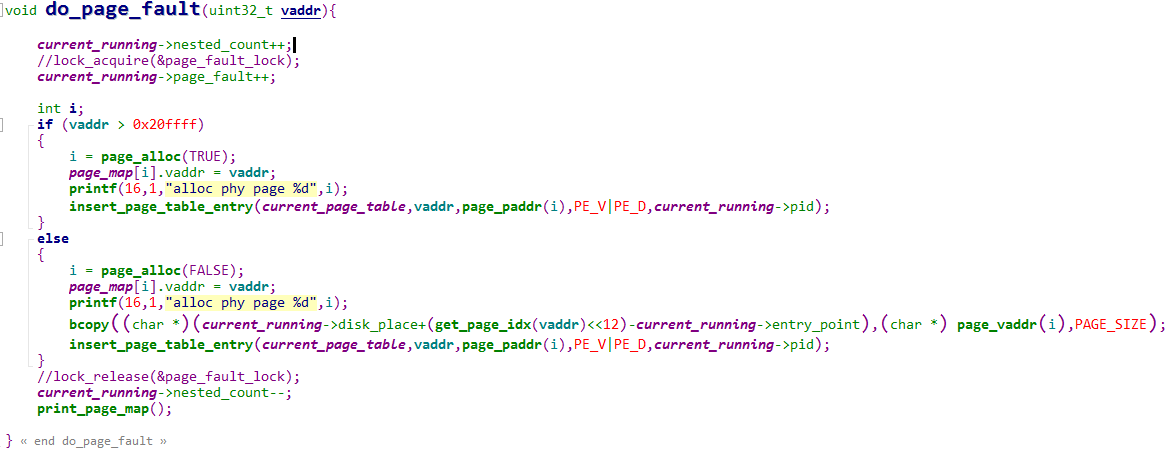 void do_page_fault(uint32_t vaddr){
current_running->nested_count++;
//lock_acquire(&page_fault_lock);
current_running->page_fault++;
int i;
if (vaddr > 0x20ffff)
{
i = page_alloc(TRUE);
page_map[i].vaddr = vaddr;
printf(16,1,"alloc phy page %d",i);
insert_page_table_entry(current_page_table,vaddr,page_paddr(i),PE_V|PE_D,current_running->pid);
}
else
{
i = page_alloc(FALSE);
page_map[i].vaddr = vaddr;
printf(16,1,"alloc phy page %d",i);
bcopy((char *)(current_running->disk_place+(get_page_idx(vaddr)<<12)-current_running->entry_point),(char *) page_vaddr(i),PAGE_SIZE);
insert_page_table_entry(current_page_table,vaddr,page_paddr(i),PE_V|PE_D,current_running->pid);
}
//lock_release(&page_fault_lock);
current_running->nested_count--;
print_page_map();
} « end do_page_fault »